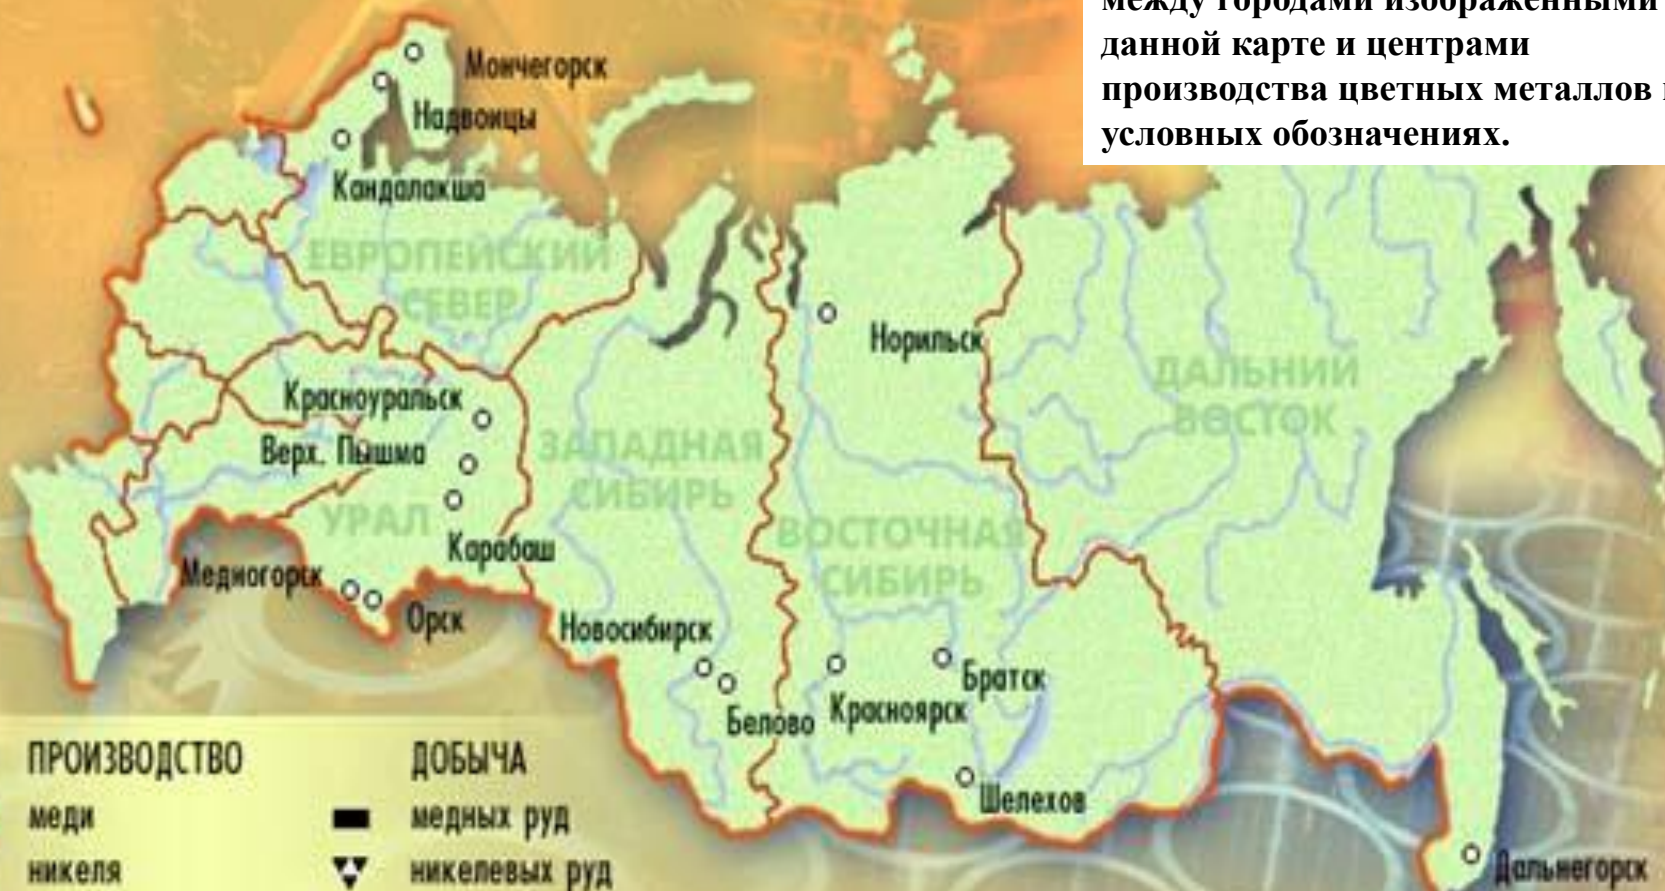 между городами изображенными
данной карте и центрами
производства цветных металлов
условных обозначениях.
Мончегорск
Надвоицы
Кандалакша
ЕВРОПЕЙСКИЙ
СЕВЕР
Норильск
ДАЛЬНИЙ
ВОСТОК
Красноуральск
Верх. Пышма
ЗАПАДНАЯ
СИБИРЬ
УРАЛ
Карабаш
ВОСТОЧНАЯ
СИБИРЬ
Медногорск
Орск
Новосибирск
Братск
Белово
Красноярск
Шелехов
Дальнегорск
ПРОИЗВОДСТВО
ДОБЫЧА
меди
медных руд
никеля
никелевых руд